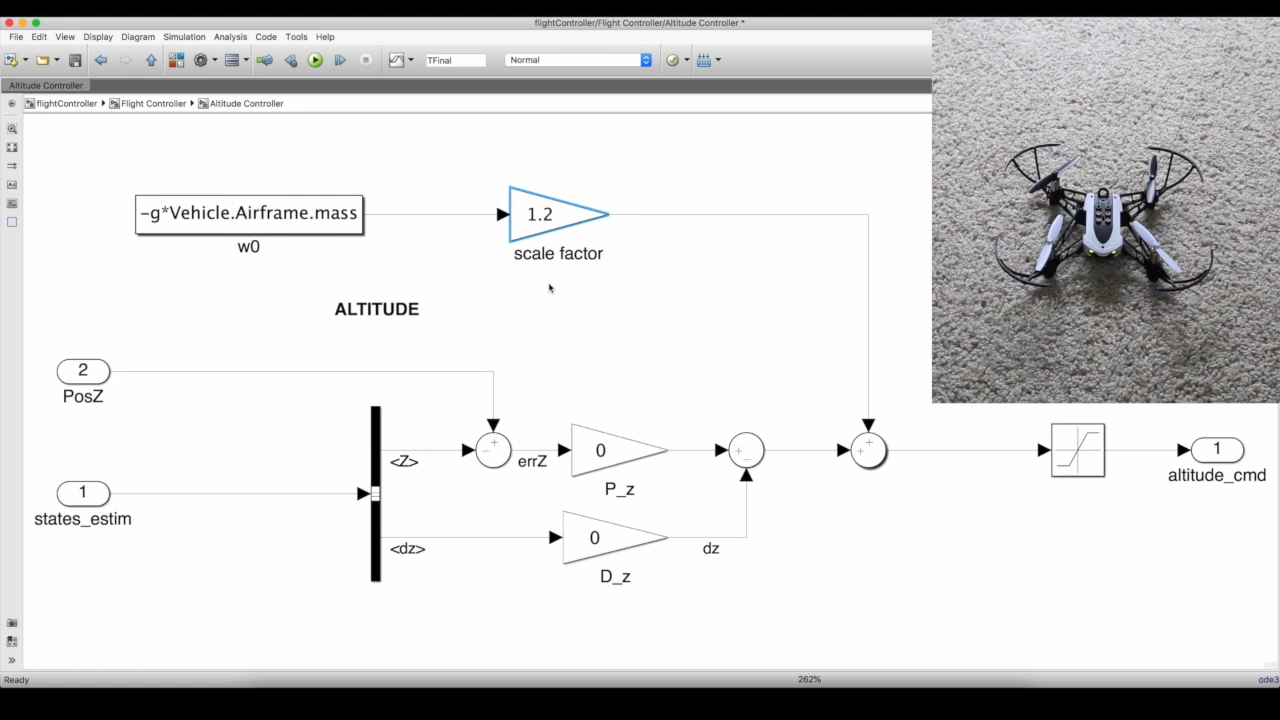 flightController/Flight Controller/Altitude Controller *
File Edit View Display Diagram Simulation Analysis Code Tools Help
TFinal Normal
Altitude Controller
flightController Flight Controller Altitude Controller
-g*Vehicle.Airframe.mass
w0
1.2
scale factor
ALTITUDE
2
PosZ
<Z>
errZ
0
P_z
1
altitude_cmd
1
states_estim
<dz>
0
D_z
dz
Ready 262% ode3